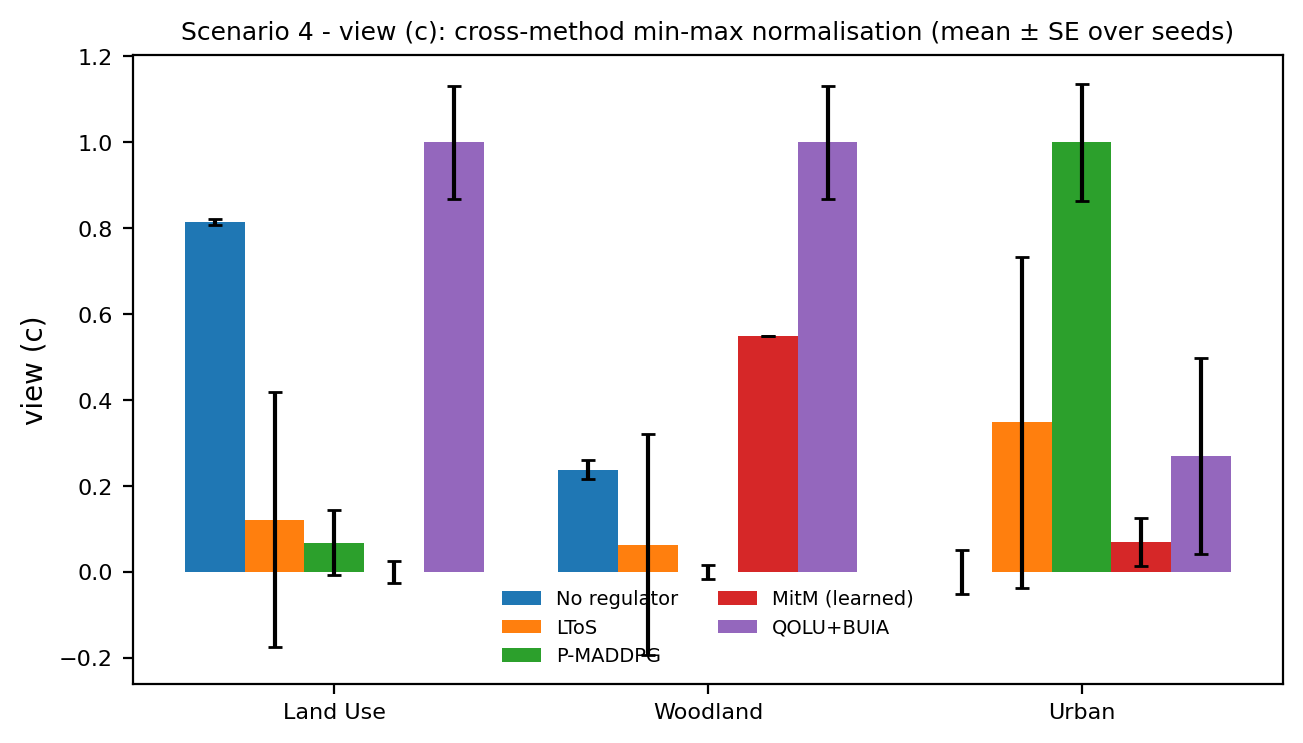 Scenario 4 - view (c): cross-method min-max normalisation (mean ± SE over seeds)
view (c)
1.2
1.0
0.8
0.6
0.4
0.2
0.0
−0.2
No regulator
LToS
P-MADDPG
MitM (learned)
QOLU+BUIA
Land Use
Woodland
Urban